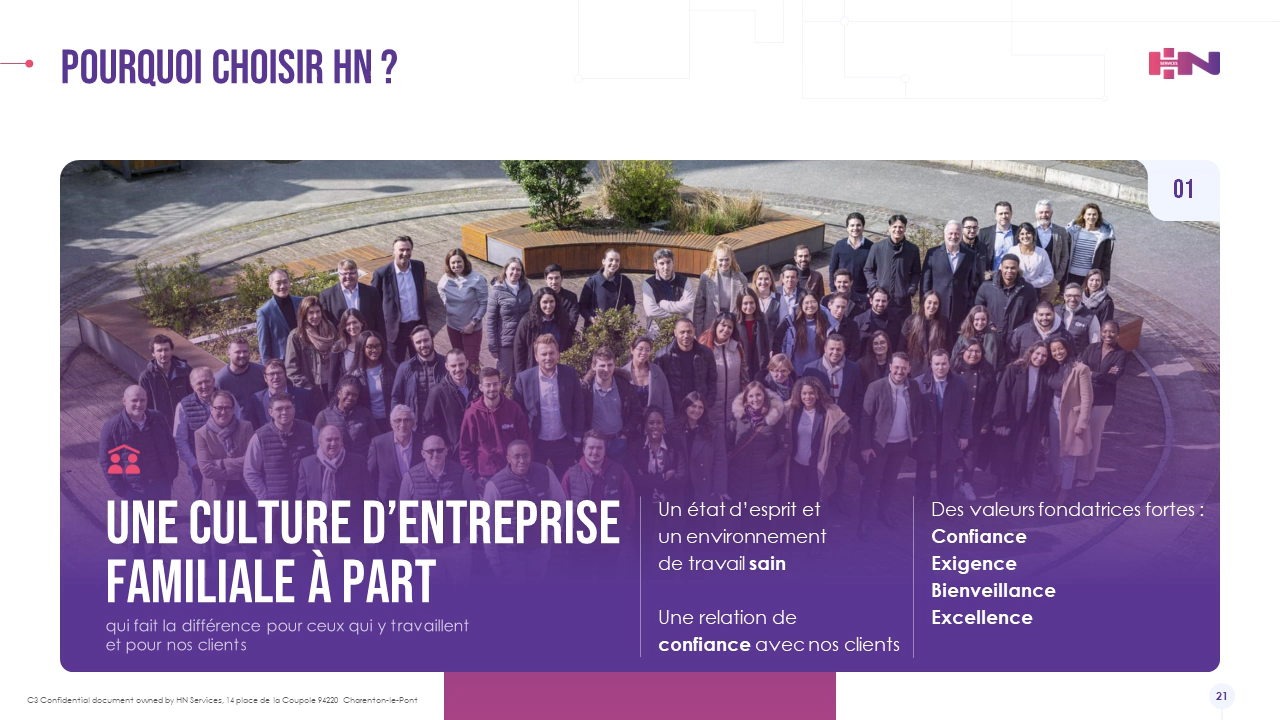 POURQUOI CHOISIR HN ?
HN
SERVICES
01
UNE CULTURE D’ENTREPRISE
FAMILIALE À PART
qui fait la différence pour ceux qui y travaillent
et pour nos clients
Un état d’esprit et
un environnement
de travail sain
Une relation de
confiance avec nos clients
Des valeurs fondatrices fortes :
Confiance
Exigence
Bienveillance
Excellence
C3 Confidential document owned by HN Services, 14 place de la Coupole 94220 Charenton-le-Pont
21